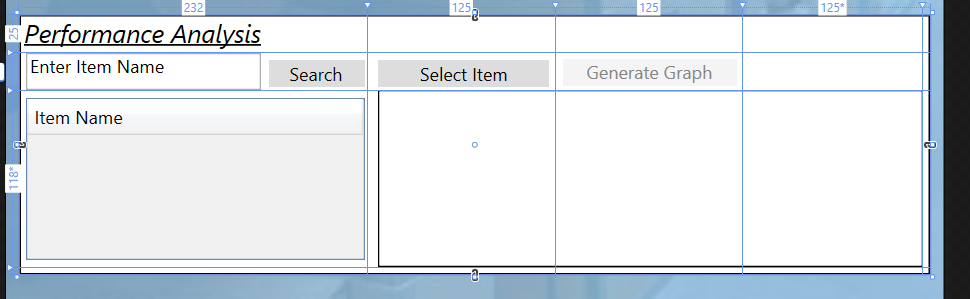 232 125 125 125*
25
Performance Analysis
Enter Item Name Search Select Item Generate Graph
Item Name
118*